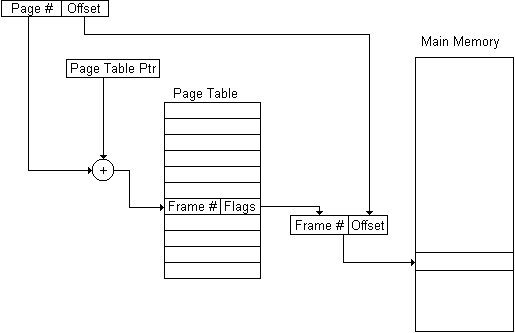 Page # Offset
Main Memory
Page Table Ptr
Page Table
+
Frame # Flags
Frame # Offset